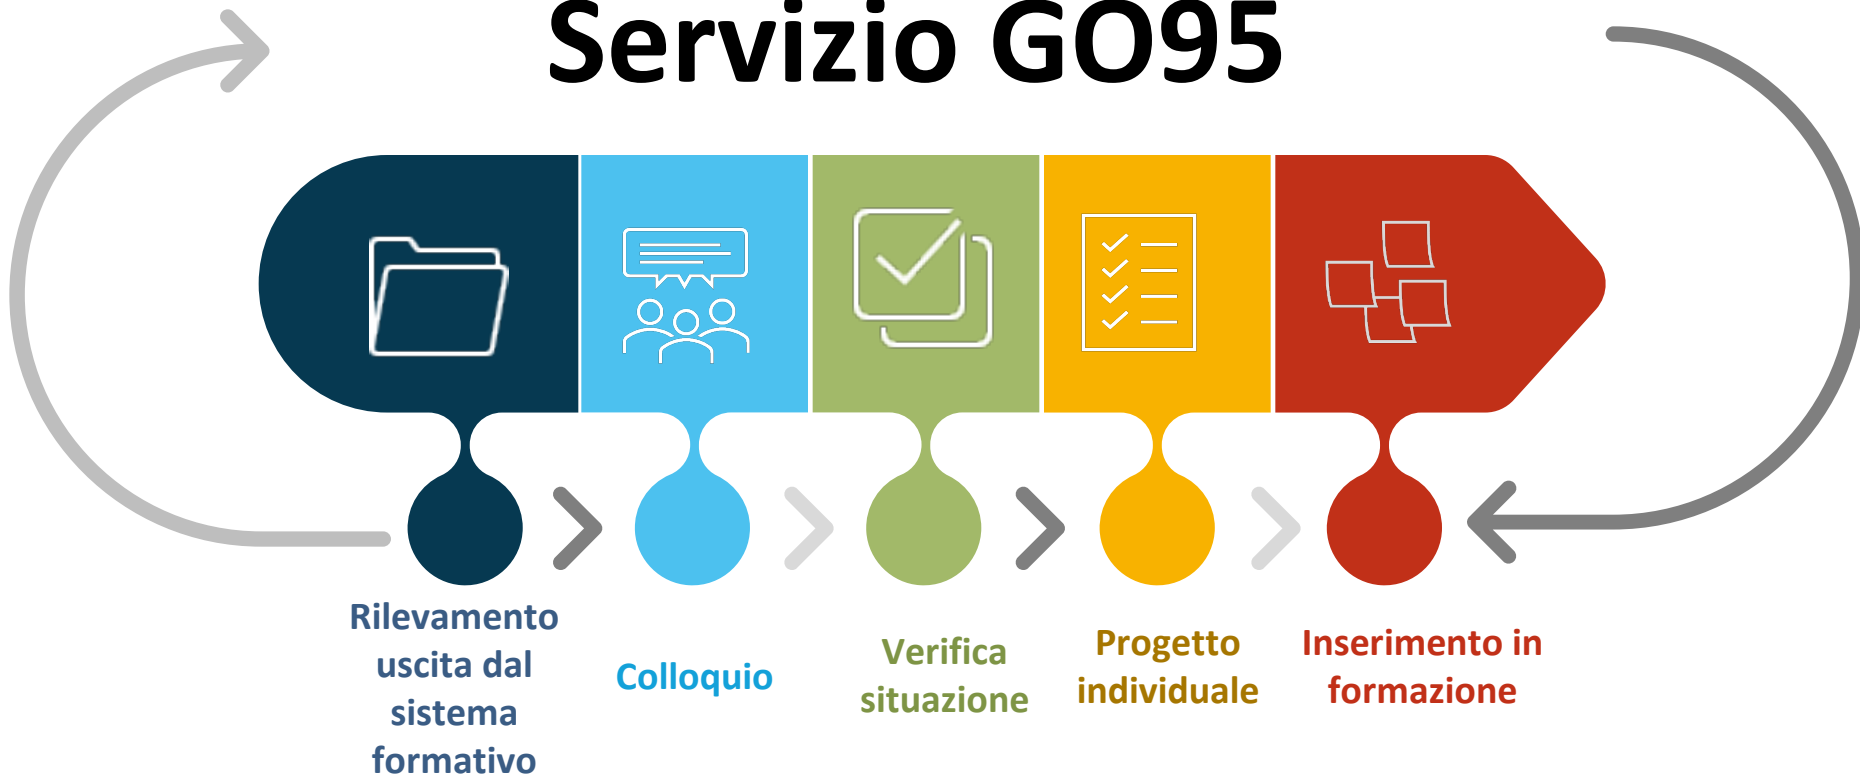 Servizio GO95
Rilevamento
uscita dal
sistema
formativo
Colloquio
Verifica
situazione
Progetto
individuale
Inserimento in
formazione